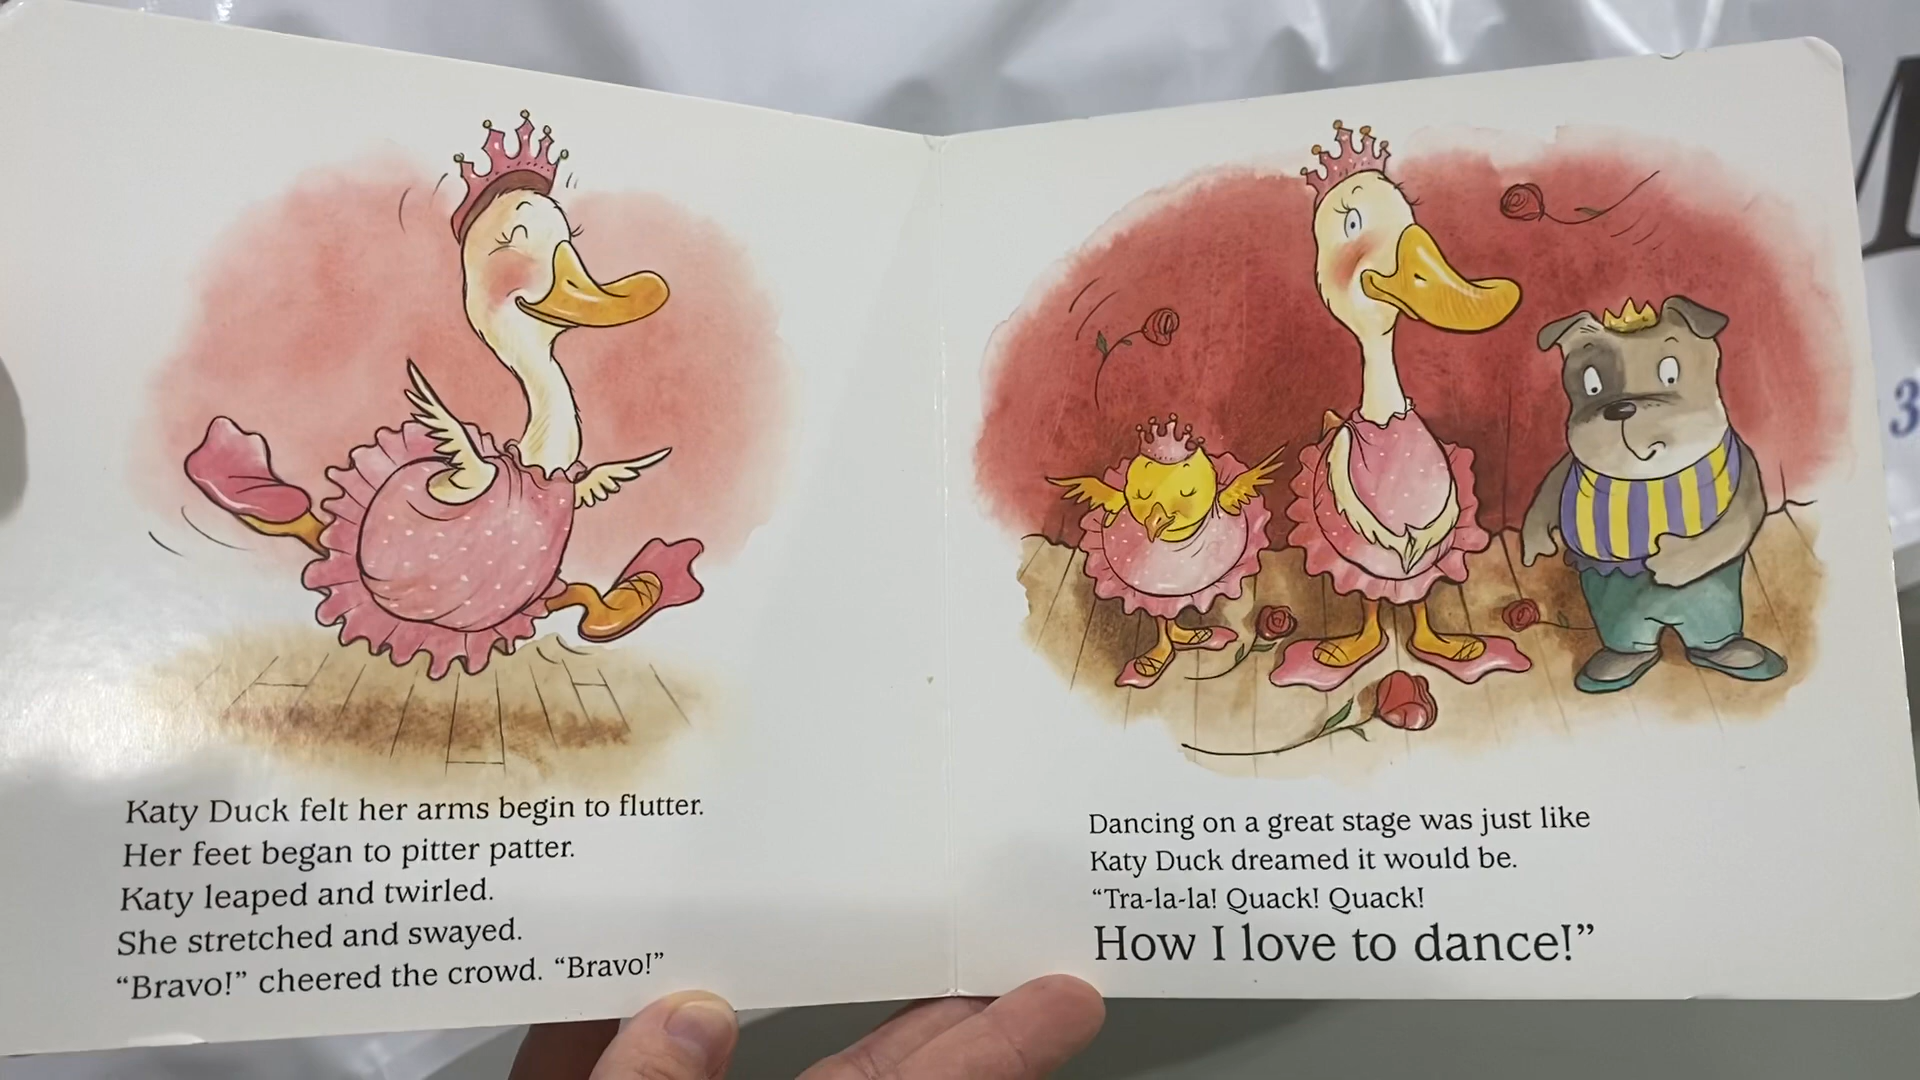 Katy Duck felt her arms begin to flutter.
Her feet began to pitter patter.
Katy leaped and twirled.
She stretched and swayed.
“Bravo!” cheered the crowd. “Bravo!”
Dancing on a great stage was just like
Katy Duck dreamed it would be.
“Tra-la-la! Quack! Quack!
How I love to dance!”
3